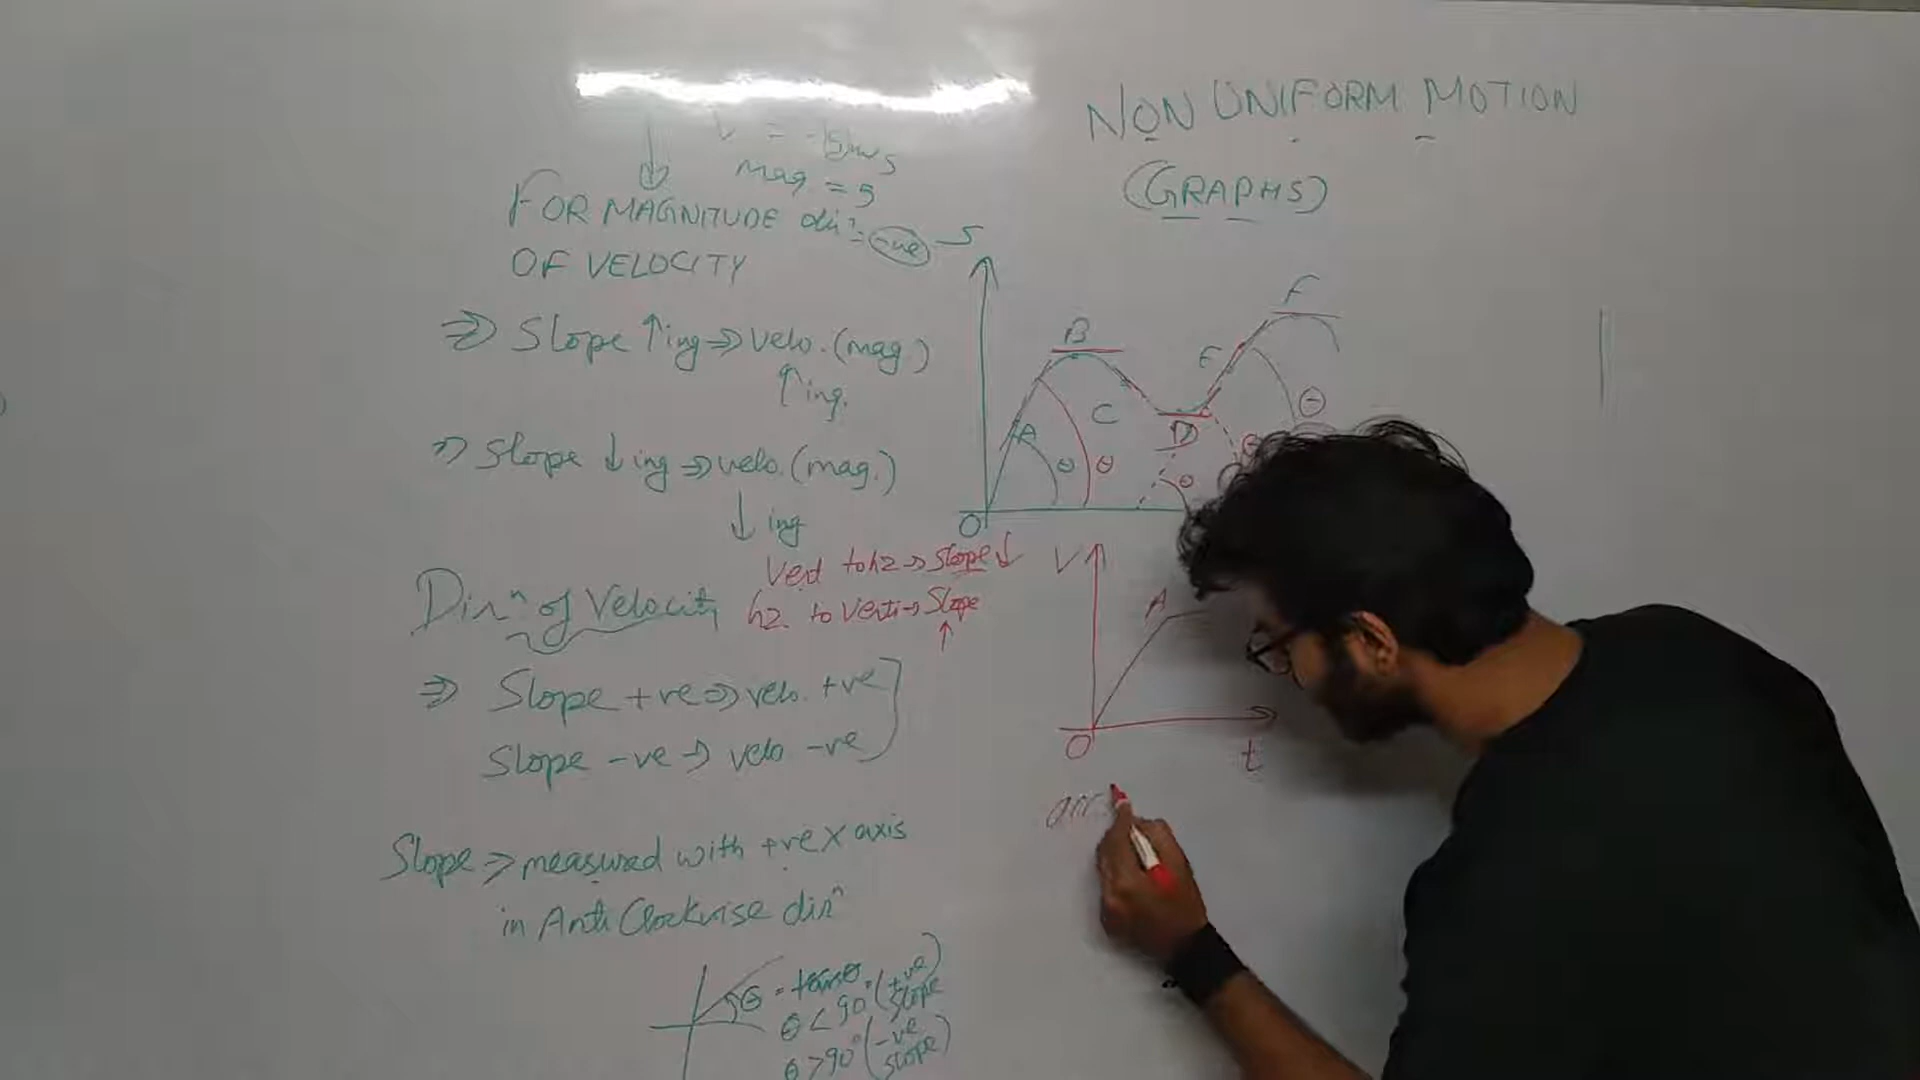 V = -5m/s
mag = 5
FOR MAGNITUDE dirⁿ = -ve
OF VELOCITY
⇒ Slope ↑ing ⇒ velo. (mag.)
↑ing.
⇒ Slope ↓ing ⇒ velo. (mag.)
↓ing
Vert to hz → slope ↓
hz. to verti → Slope
↑
Dirⁿ of Velocity
⇒ Slope +ve ⇒ velo. +ve
Slope -ve → velo -ve
Slope ⇒ measured with +ve X axis
in Anti Clockwise dirⁿ
θ = tanθ.
θ < 90 (+ve slope)
θ > 90° (-ve slope)
NON UNIFORM MOTION
(GRAPHS)
S
F
B
E
C
θ
D
A
θ
θ
θ
θ
O
V
A
O
t